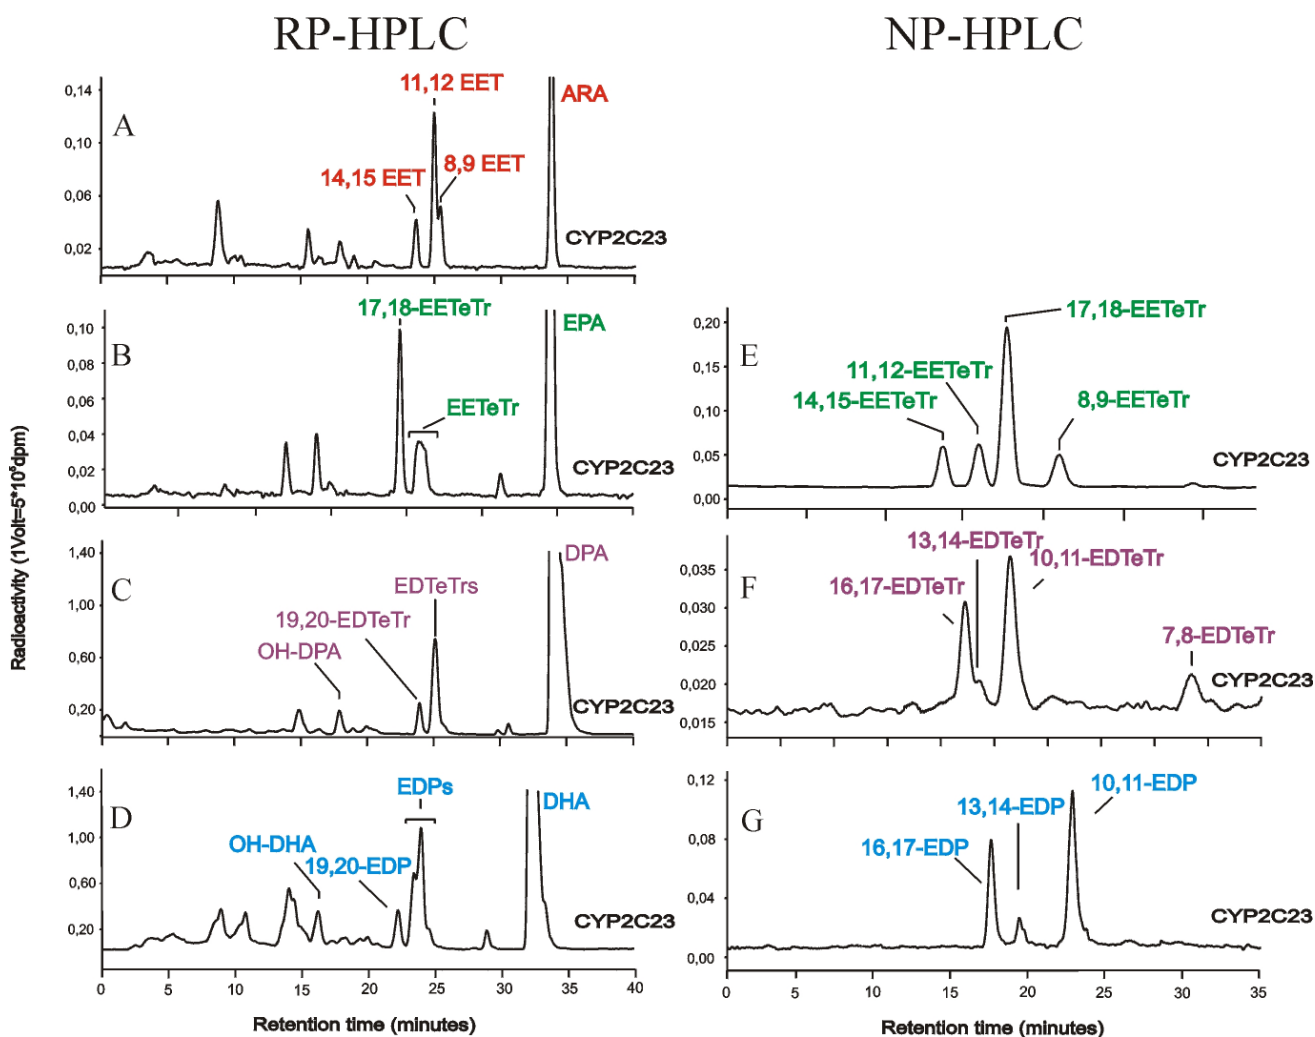 RP-HPLC
NP-HPLC
Radioactivity (1Volt=5*10⁶dpm)
A
0,14
0,10
0,06
0,02
11,12 EET
ARA
8,9 EET
14,15 EET
CYP2C23
B
0,10
0,08
0,06
0,04
0,02
0,00
17,18-EETeTr
EPA
EETeTr
CYP2C23
C
1,40
1,00
0,60
0,20
DPA
EDTeTrs
19,20-EDTeTr
OH-DPA
CYP2C23
D
1,40
1,00
0,60
0,20
EDPs
DHA
OH-DHA
19,20-EDP
CYP2C23
0 5 10 15 20 25 30 35 40
Retention time (minutes)
E
0,20
0,15
0,10
0,05
0,00
17,18-EETeTr
11,12-EETeTr
14,15-EETeTr
8,9-EETeTr
CYP2C23
F
0,035
0,030
0,025
0,020
0,015
13,14-EDTeTr
10,11-EDTeTr
16,17-EDTeTr
7,8-EDTeTr
CYP2C23
G
0,12
0,08
0,04
0,00
10,11-EDP
13,14-EDP
16,17-EDP
CYP2C23
0 5 10 15 20 25 30 35
Retention time (minutes)